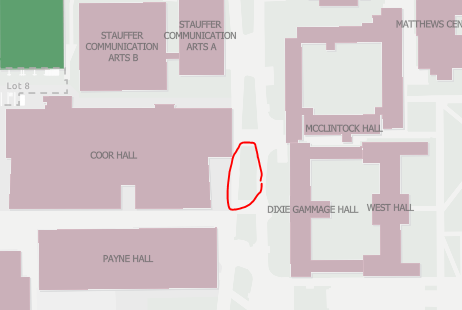 STAUFFER
COMMUNICATION
ARTS A
MATTHEWS CEN
STAUFFER
COMMUNICATION
ARTS B
Lot 8
MCCLINTOCK HALL
COOR HALL
DIXIE GAMMAGE HALL
WEST HALL
PAYNE HALL